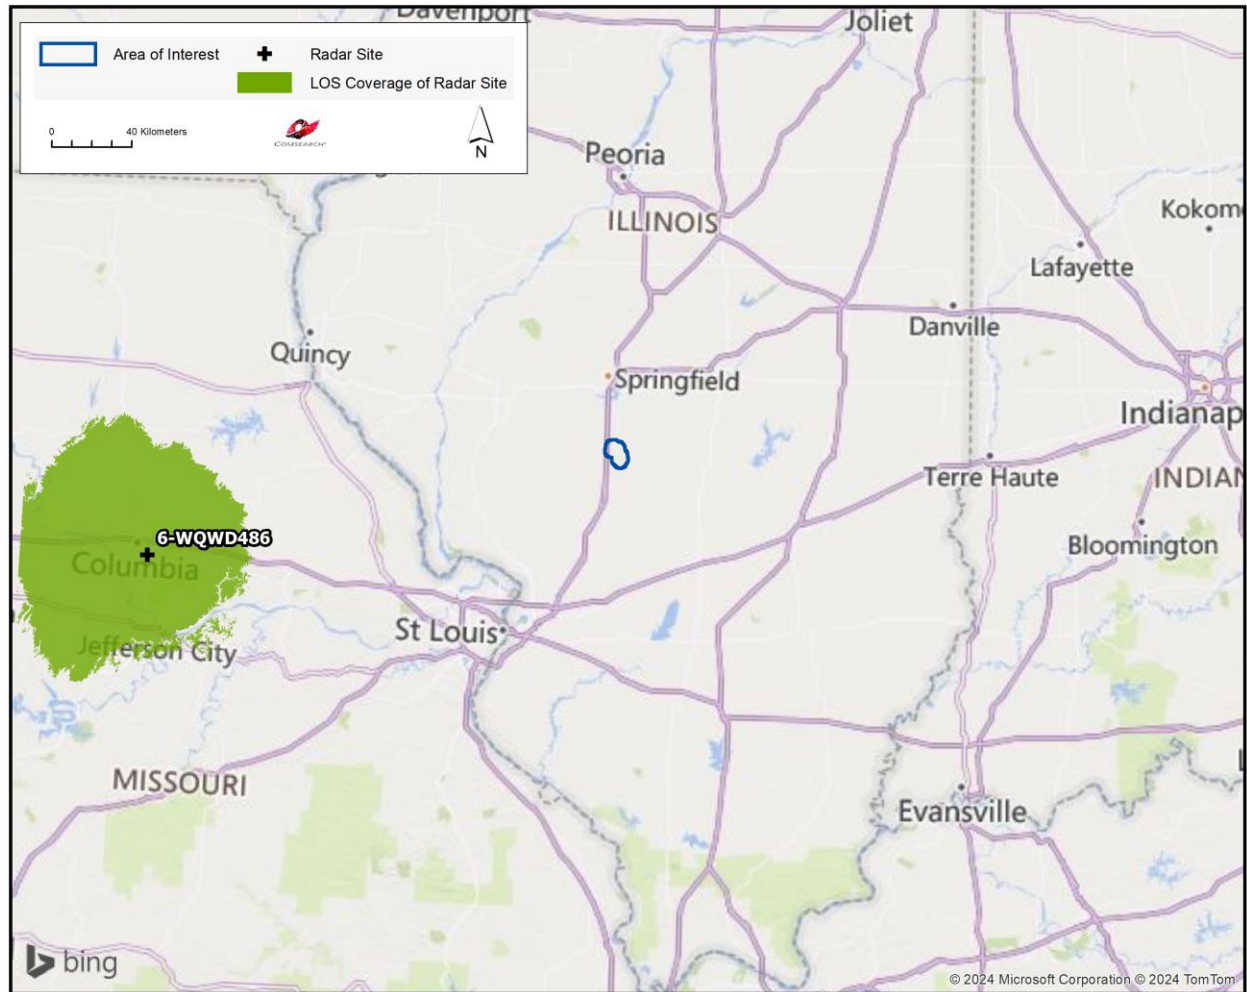 Davenport
Joliet
Area of Interest
Radar Site
LOS Coverage of Radar Site
0 40 Kilometers
COMSEARCH
N
Peoria
ILLINOIS
Kokom
Lafayette
Danville
Quincy
Springfield
Indianap
Terre Haute
INDIAN
6-WQWD486
Columbia
Bloomington
St Louis
Jefferson City
MISSOURI
Evansville
bing
© 2024 Microsoft Corporation © 2024 TomTom